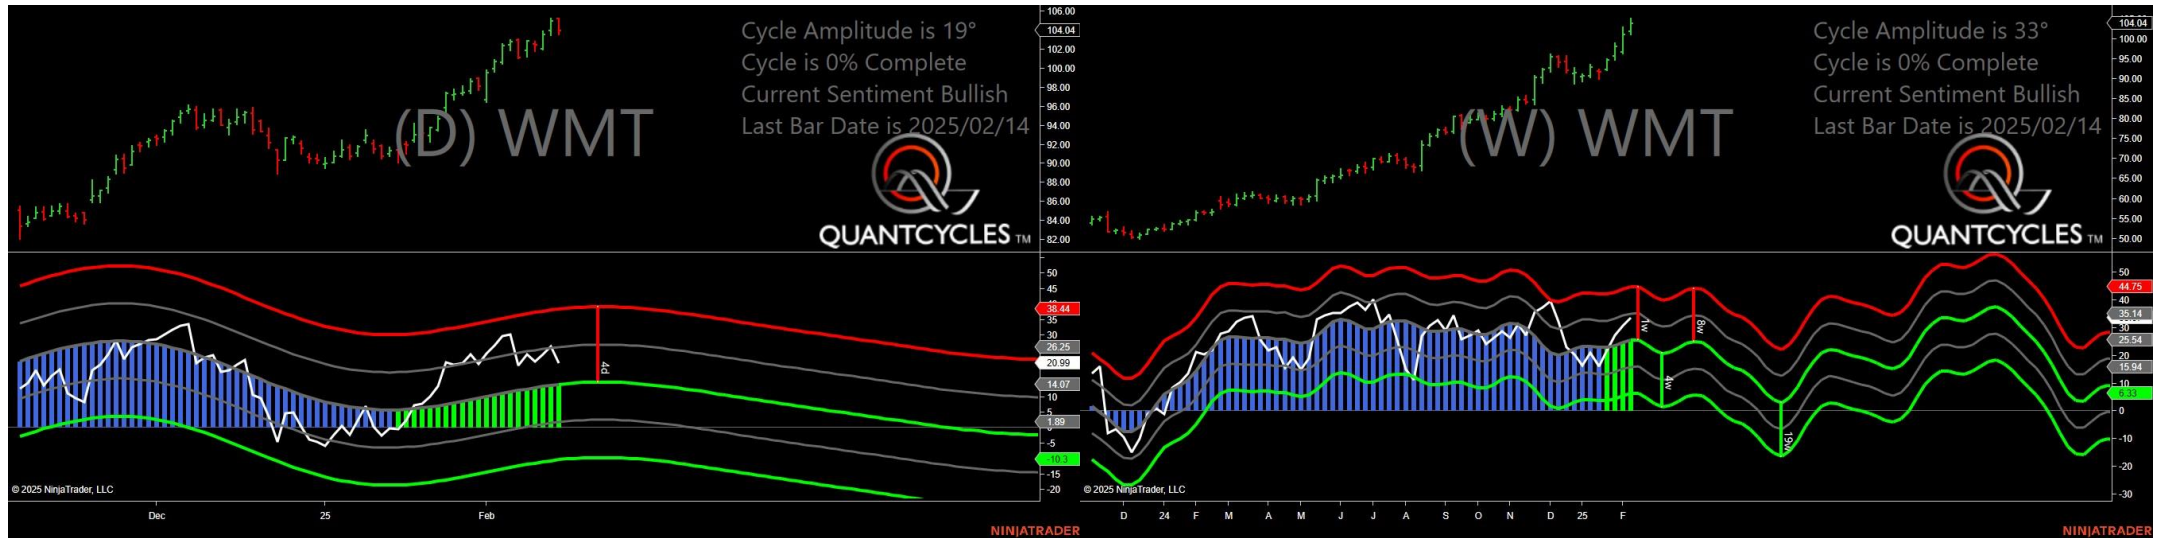 Cycle Amplitude is 19°
Cycle is 0% Complete
Current Sentiment Bullish
Last Bar Date is 2025/02/14
(D) WMT
QUANTCYCLES TM
106.00
104.04
102.00
100.00
98.00
96.00
94.00
92.00
90.00
88.00
86.00
84.00
82.00
50
45
38.44
35
30
26.25
20.99
14.07
10
5
1.89
-5
-10.3
-15
-20
4d
© 2025 NinjaTrader, LLC
Dec 25 Feb
NINJATRADER
Cycle Amplitude is 33°
Cycle is 0% Complete
Current Sentiment Bullish
Last Bar Date is 2025/02/14
(W) WMT
QUANTCYCLES TM
104.04
100.00
95.00
90.00
85.00
80.00
75.00
70.00
65.00
60.00
55.00
50.00
50
44.75
40
35.14
30
25.54
20
15.94
10
6.33
0
-10
-20
-30
1w
8w
4w
19w
© 2025 NinjaTrader, LLC
D 24 F M A M J J A S O N D 25 F
NINJATRADER